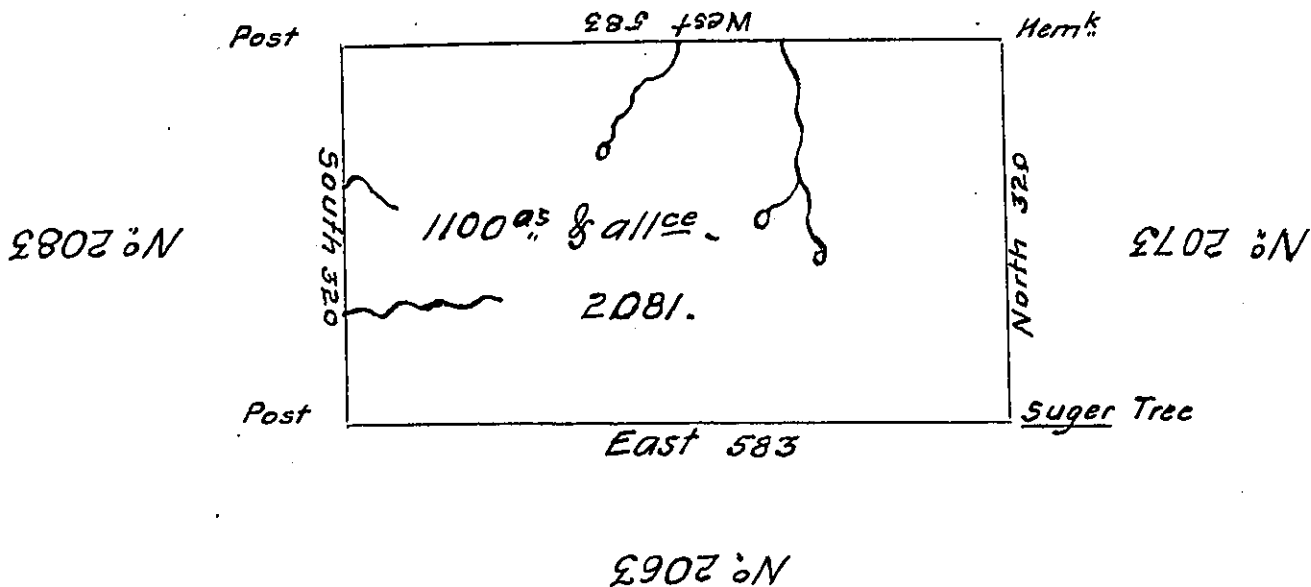 Post
West 583
Hemk
South 320
North 320
No 2083
1100as & allce.
No 2073
2081.
Post
Suger Tree
East 583
No 2063